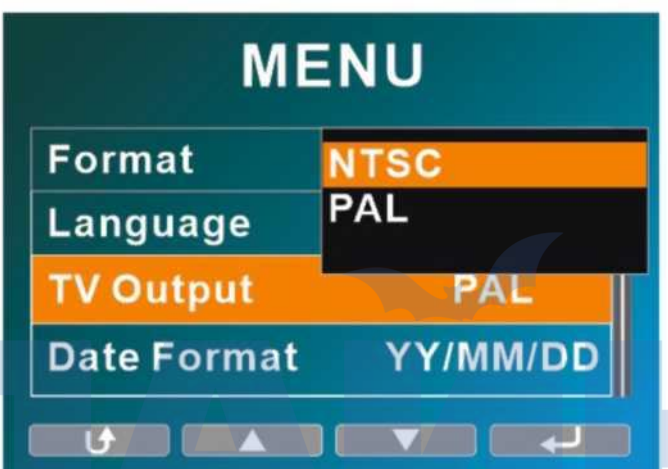 MENU
Format
NTSC
Language
PAL
TV Output PAL
Date Format YY/MM/DD